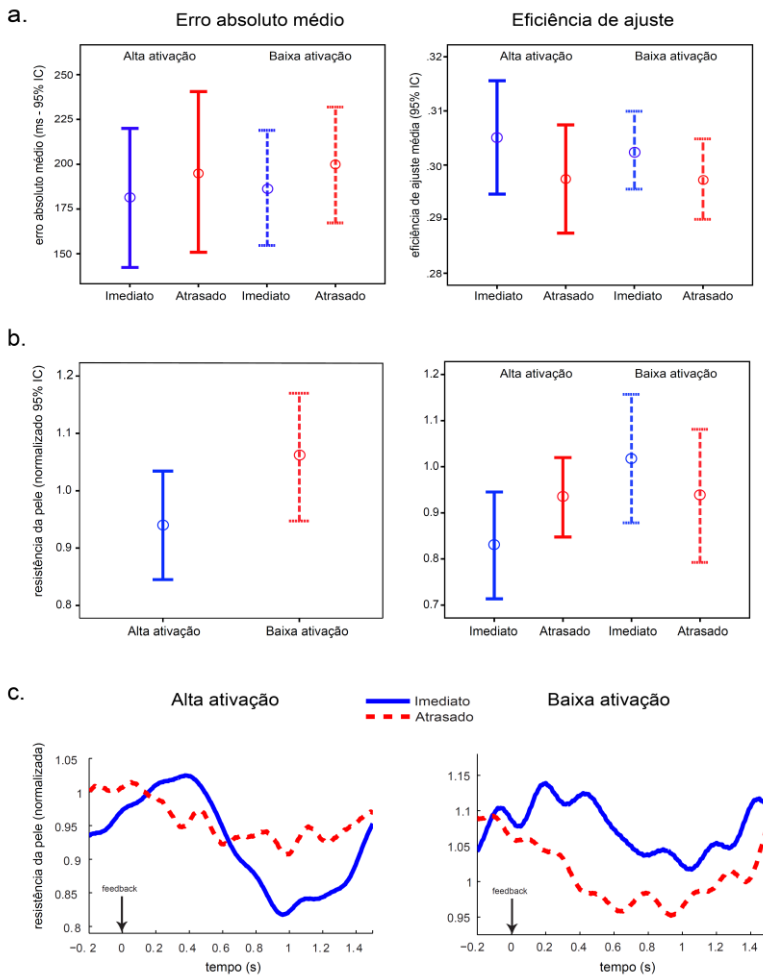 a.
Erro absoluto médio
Eficiência de ajuste
erro absoluto médio (ms - 95% IC)
250
225
200
175
150
Alta ativação Baixa ativação
Imediato Atrasado Imediato Atrasado
eficiência de ajuste média (95% IC)
.32
.31
.30
.29
.28
Alta ativação Baixa ativação
Imediato Atrasado Imediato Atrasado
b.
resistência da pele (normalizado 95% IC)
1.2
1.1
1.0
0.9
0.8
Alta ativação Baixa ativação
1.2
1.1
1.0
0.9
0.8
0.7
Alta ativação Baixa ativação
Imediato Atrasado Imediato Atrasado
c.
Alta ativação
Imediato
Atrasado
Baixa ativação
resistência da pele (normalizada)
1.05
1
0.95
0.9
0.85
0.8
feedback
-0.2 0 0.2 0.4 0.6 0.8 1 1.2 1.4
tempo (s)
1.15
1.1
1.05
1
0.95
feedback
-0.2 0 0.2 0.4 0.6 0.8 1 1.2 1.4
tempo (s)